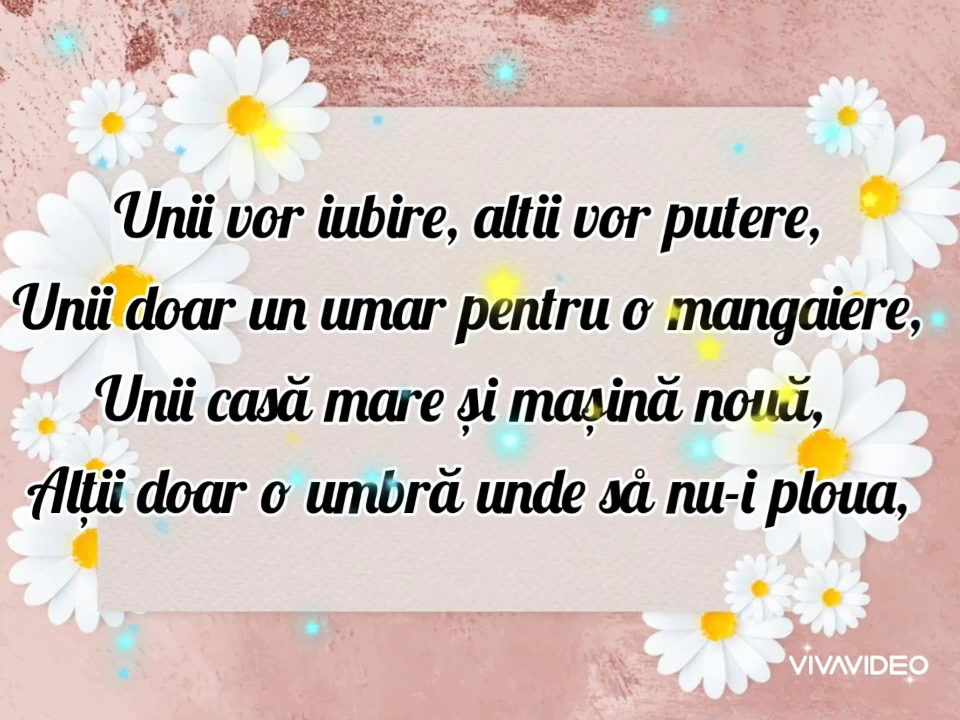 Unii vor iubire, altii vor putere,
Unii doar un umar pentru o mangaiere,
Unii casă mare și mașină nouă,
Alții doar o umbră unde så nu-i ploua,
VIVAVIDEO